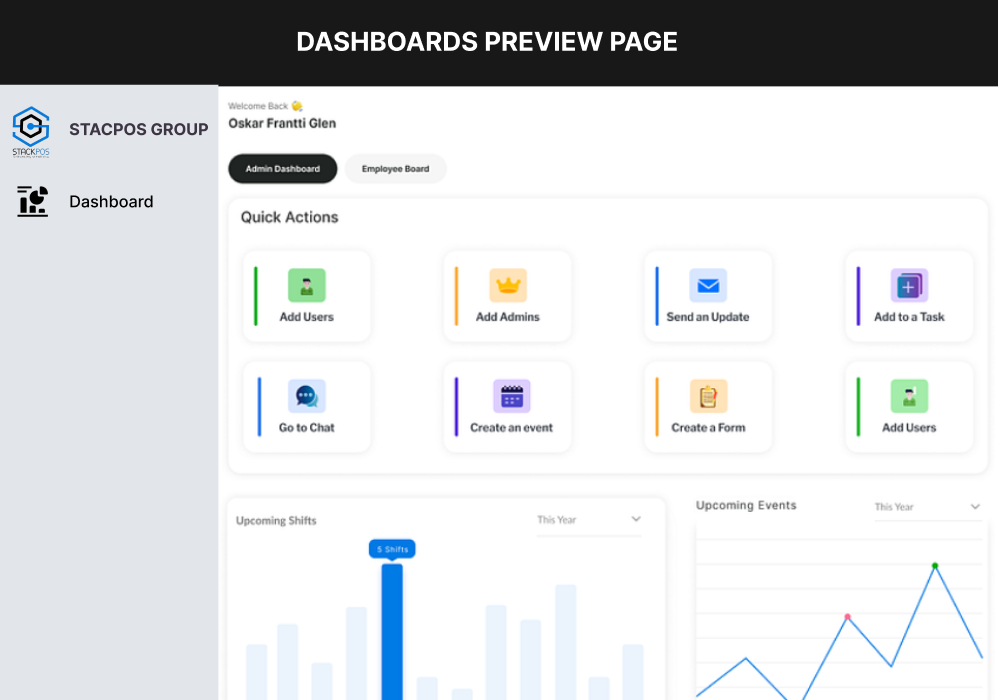 DASHBOARDS PREVIEW PAGE
STACKPOS
STACPOS GROUP
Dashboard
Welcome Back
Oskar Frantti Glen
Admin Dashboard
Employee Board
Quick Actions
Add Users
Add Admins
Send an Update
Add to a Task
Go to Chat
Create an event
Create a Form
Add Users
Upcoming Shifts
This Year
5 Shifts
Upcoming Events
This Year